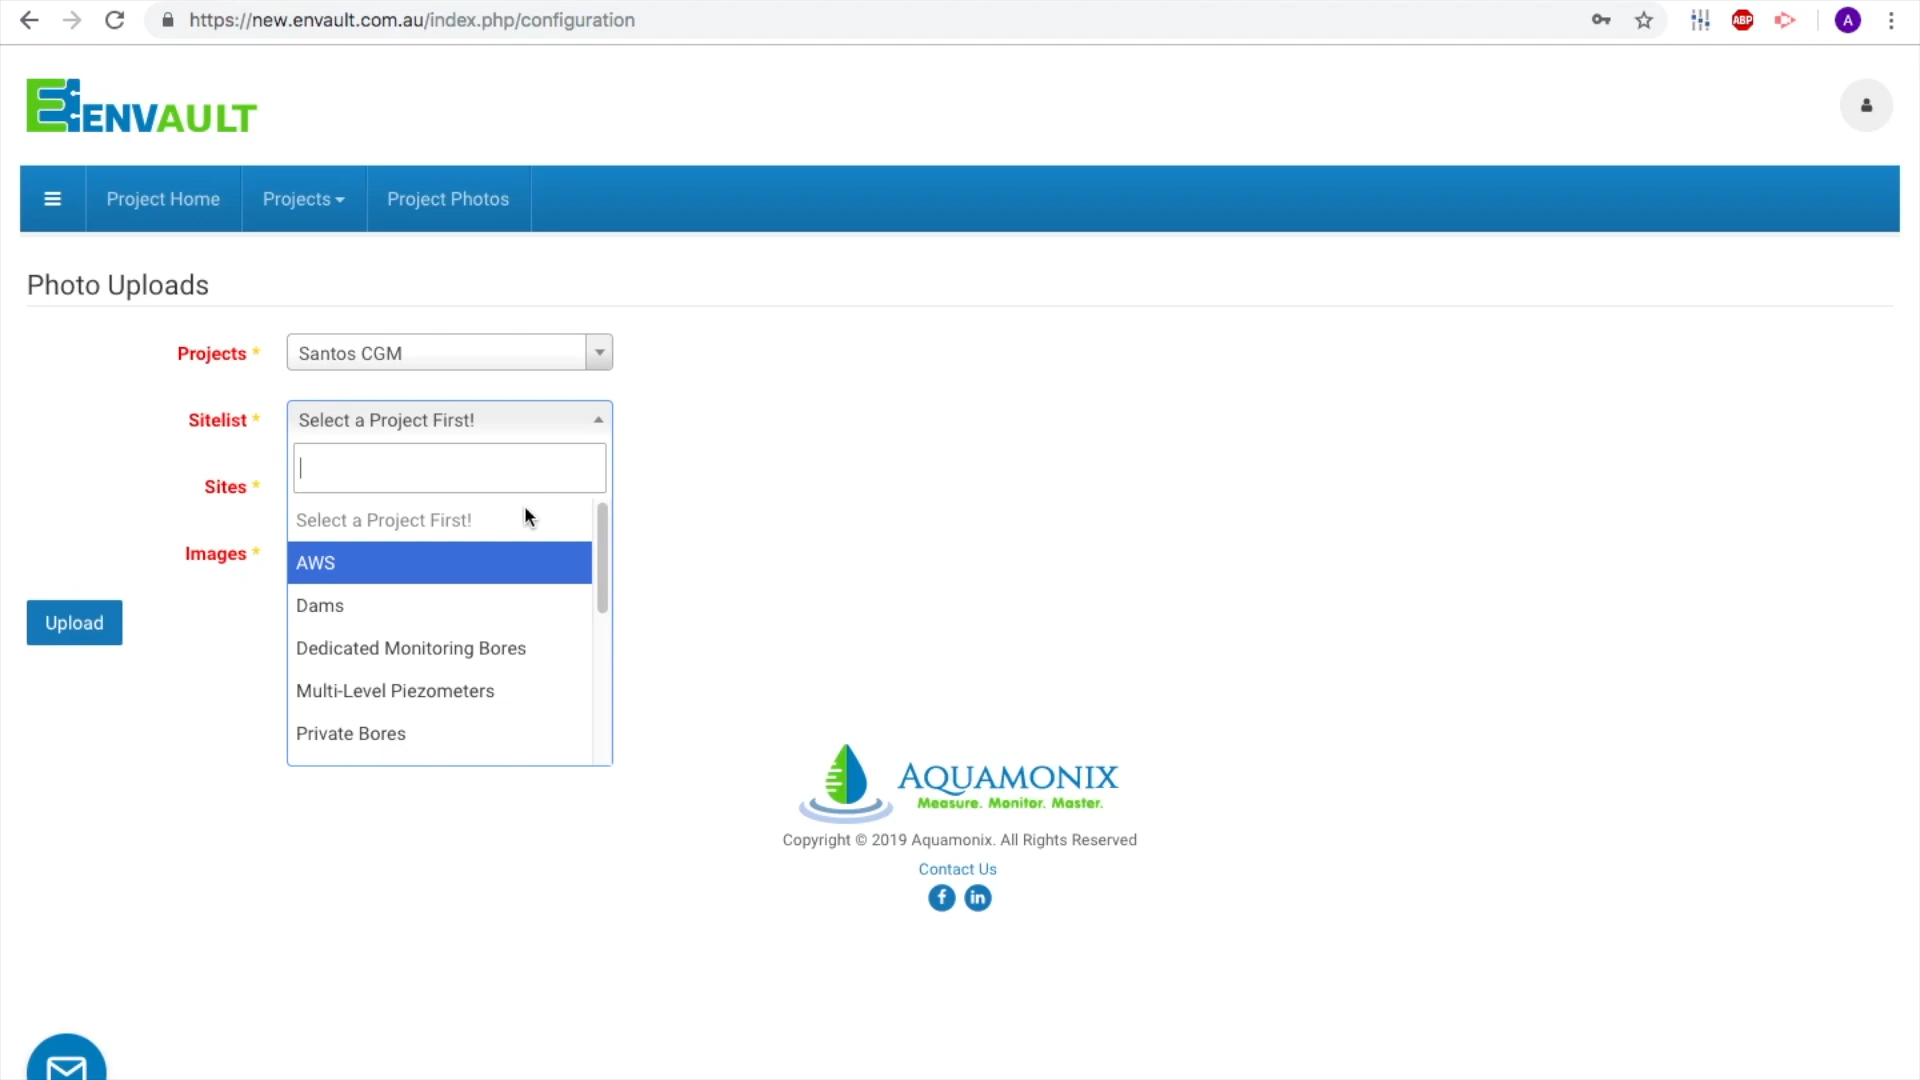 https://new.envault.com.au/index.php/configuration
ABP
A
ENVAULT
Project Home
Projects
Project Photos
Photo Uploads
Projects *
Santos CGM
Sitelist *
Select a Project First!
Sites *
Select a Project First!
Images *
AWS
Dams
Upload
Dedicated Monitoring Bores
Multi-Level Piezometers
Private Bores
AQUAMONIX
Measure. Monitor. Master.
Copyright © 2019 Aquamonix. All Rights Reserved
Contact Us
f in